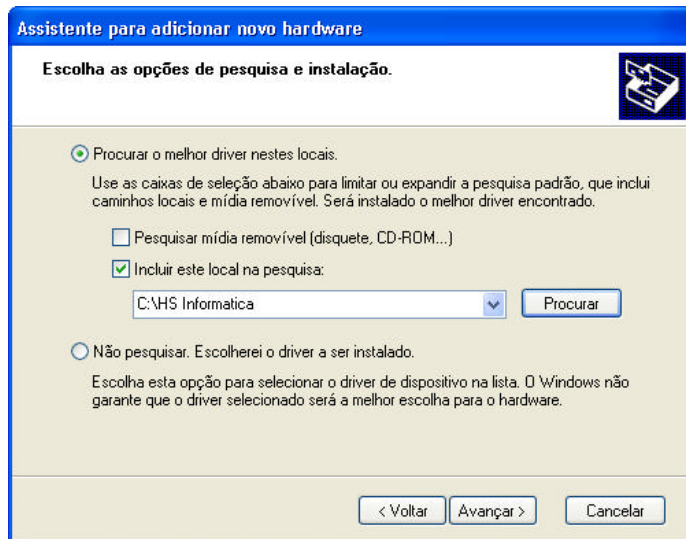 Assistente para adicionar novo hardware
Escolha as opções de pesquisa e instalação.
Procurar o melhor driver nestes locais.
Use as caixas de seleção abaixo para limitar ou expandir a pesquisa padrão, que inclui
caminhos locais e mídia removível. Será instalado o melhor driver encontrado.
Pesquisar mídia removível (disquete, CD-ROM...)
Incluir este local na pesquisa:
C:\HS Informatica
Procurar
Não pesquisar. Escolherei o driver a ser instalado.
Escolha esta opção para selecionar o driver de dispositivo na lista. O Windows não
garante que o driver selecionado será a melhor escolha para o hardware.
< Voltar
Avançar >
Cancelar